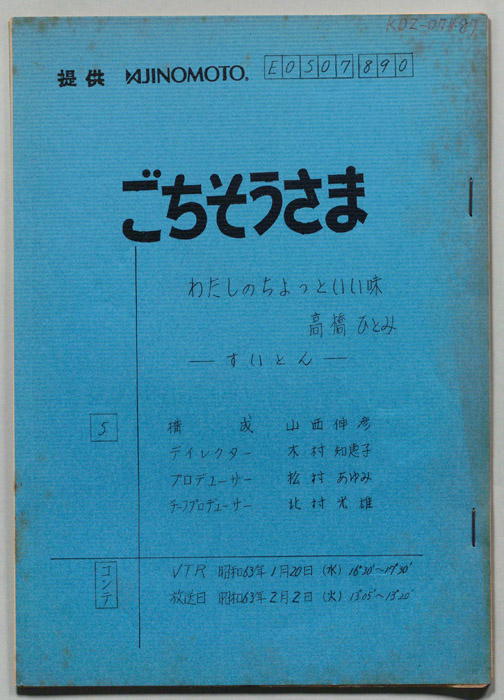 KOZ-07487
提供 AJINOMOTO. E0507890
ごちそうさま
わたしのちょっといい味
高橋ひとみ
— すいとん —
S
構成 山西伸彦
ディレクター 木村知恵子
プロデューサー 松村あゆみ
チーフプロデューサー 北村光雄
コンテ
VTR 昭和63年1月20日(水) 16°20'~17°30'
放送日 昭和63年2月2日(火) 13°05'~13°20'